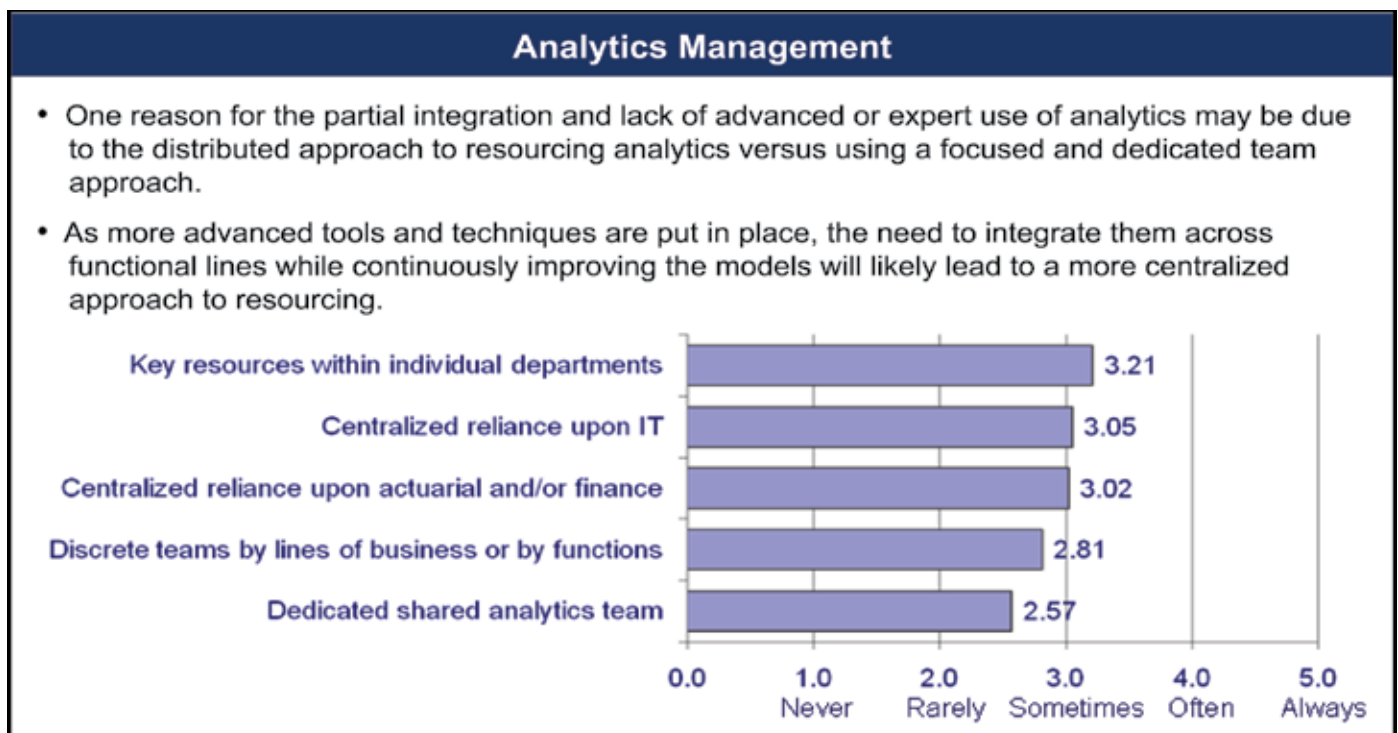 Analytics Management
• One reason for the partial integration and lack of advanced or expert use of analytics may be due
to the distributed approach to resourcing analytics versus using a focused and dedicated team
approach.
• As more advanced tools and techniques are put in place, the need to integrate them across
functional lines while continuously improving the models will likely lead to a more centralized
approach to resourcing.
Key resources within individual departments 3.21
Centralized reliance upon IT 3.05
Centralized reliance upon actuarial and/or finance 3.02
Discrete teams by lines of business or by functions 2.81
Dedicated shared analytics team 2.57
0.0 1.0 2.0 3.0 4.0 5.0
Never Rarely Sometimes Often Always